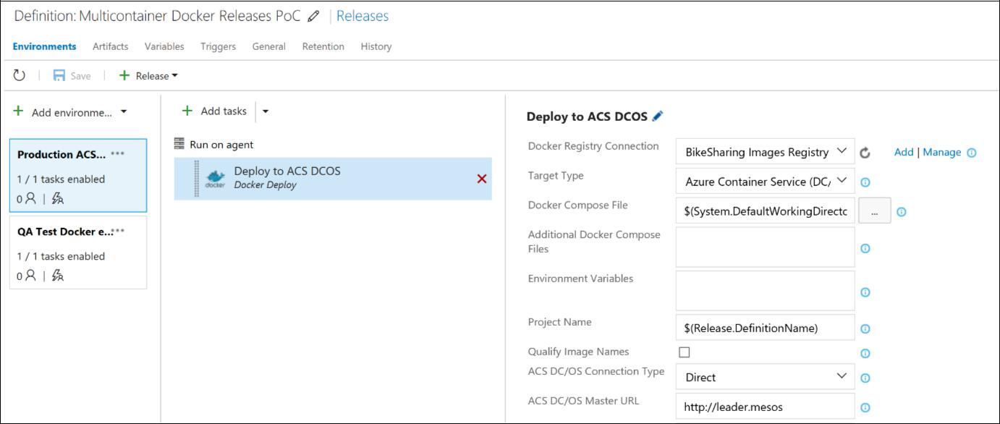 Definition: Multicontainer Docker Releases PoC | Releases
Environments Artifacts Variables Triggers General Retention History
Save Release
Add environme...
Production ACS...
1 / 1 tasks enabled
0
QA Test Docker e...
1 / 1 tasks enabled
0
Add tasks
Run on agent
docker
Deploy to ACS DCOS
Docker Deploy
Deploy to ACS DCOS
Docker Registry Connection
BikeSharing Images Registry
Add | Manage
Target Type
Azure Container Service (DC/
Docker Compose File
$(System.DefaultWorkingDirectc
...
Additional Docker Compose
Files
Environment Variables
Project Name
$(Release.DefinitionName)
Qualify Image Names
ACS DC/OS Connection Type
Direct
ACS DC/OS Master URL
http://leader.mesos